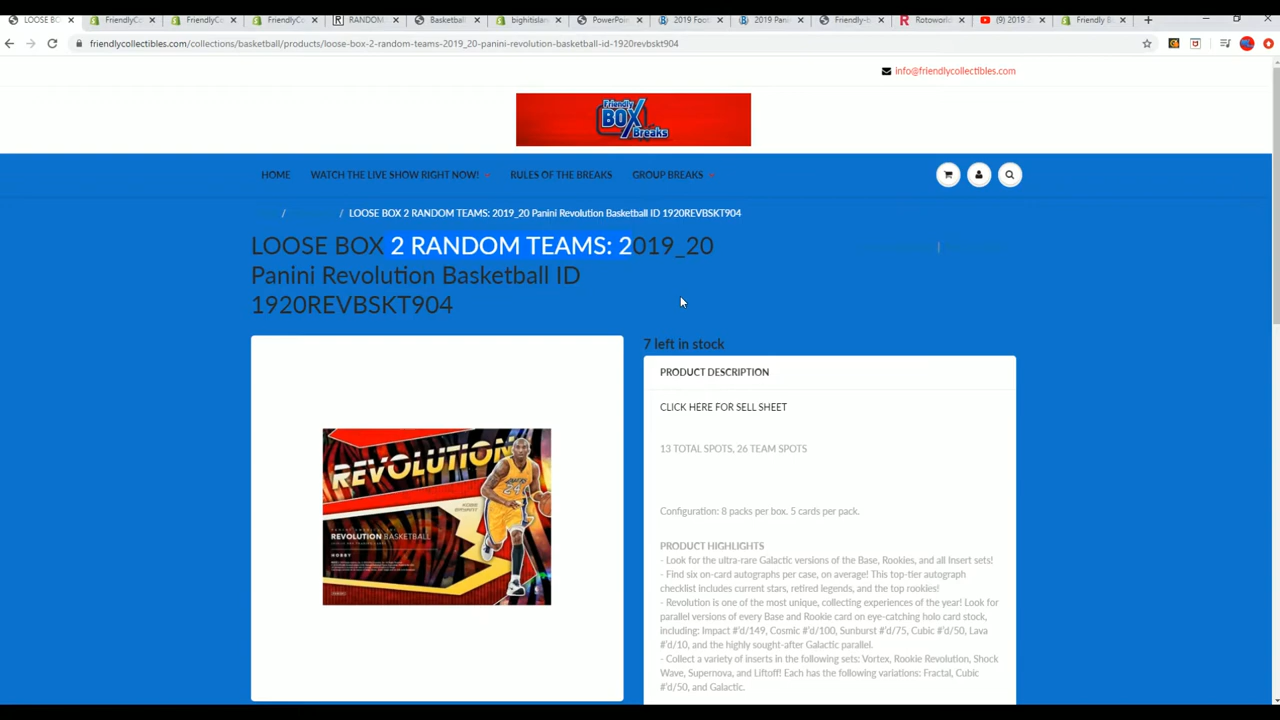 LOOSE BO
FriendlyCo
FriendlyCo
FriendlyCo
RANDOM
Basketball
bighitislan
PowerPoin
2019 Foot
2019 Panin
Friendly-b
Rotoworld
(9) 2019 2
Friendly B
friendlycollectibles.com/collections/basketball/products/loose-box-2-random-teams-2019_20-panini-revolution-basketball-id-1920revbskt904
info@friendlycollectibles.com
Friendly
BOX
Breaks
HOME WATCH THE LIVE SHOW RIGHT NOW! RULES OF THE BREAKS GROUP BREAKS
/ / LOOSE BOX 2 RANDOM TEAMS: 2019_20 Panini Revolution Basketball ID 1920REVBSKT904
LOOSE BOX 2 RANDOM TEAMS: 2019_20
Panini Revolution Basketball ID
1920REVBSKT904
REVOLUTION
REVOLUTION BASKETBALL
HOBBY
24
7 left in stock
PRODUCT DESCRIPTION
CLICK HERE FOR SELL SHEET
13 TOTAL SPOTS, 26 TEAM SPOTS
Configuration: 8 packs per box. 5 cards per pack.
PRODUCT HIGHLIGHTS
- Look for the ultra-rare Galactic versions of the Base, Rookies, and all Insert sets!
- Find six on-card autographs per case, on average! This top-tier autograph
checklist includes current stars, retired legends, and the top rookies!
- Revolution is one of the most unique, collecting experiences of the year! Look for
parallel versions of every Base and Rookie card on eye-catching holo card stock,
including: Impact #'d/149, Cosmic #'d/100, Sunburst #'d/75, Cubic #'d/50, Lava
#'d/10, and the highly sought-after Galactic parallel.
- Collect a variety of inserts in the following sets: Vortex, Rookie Revolution, Shock
Wave, Supernova, and Liftoff! Each has the following variations: Fractal, Cubic
#'d/50, and Galactic.